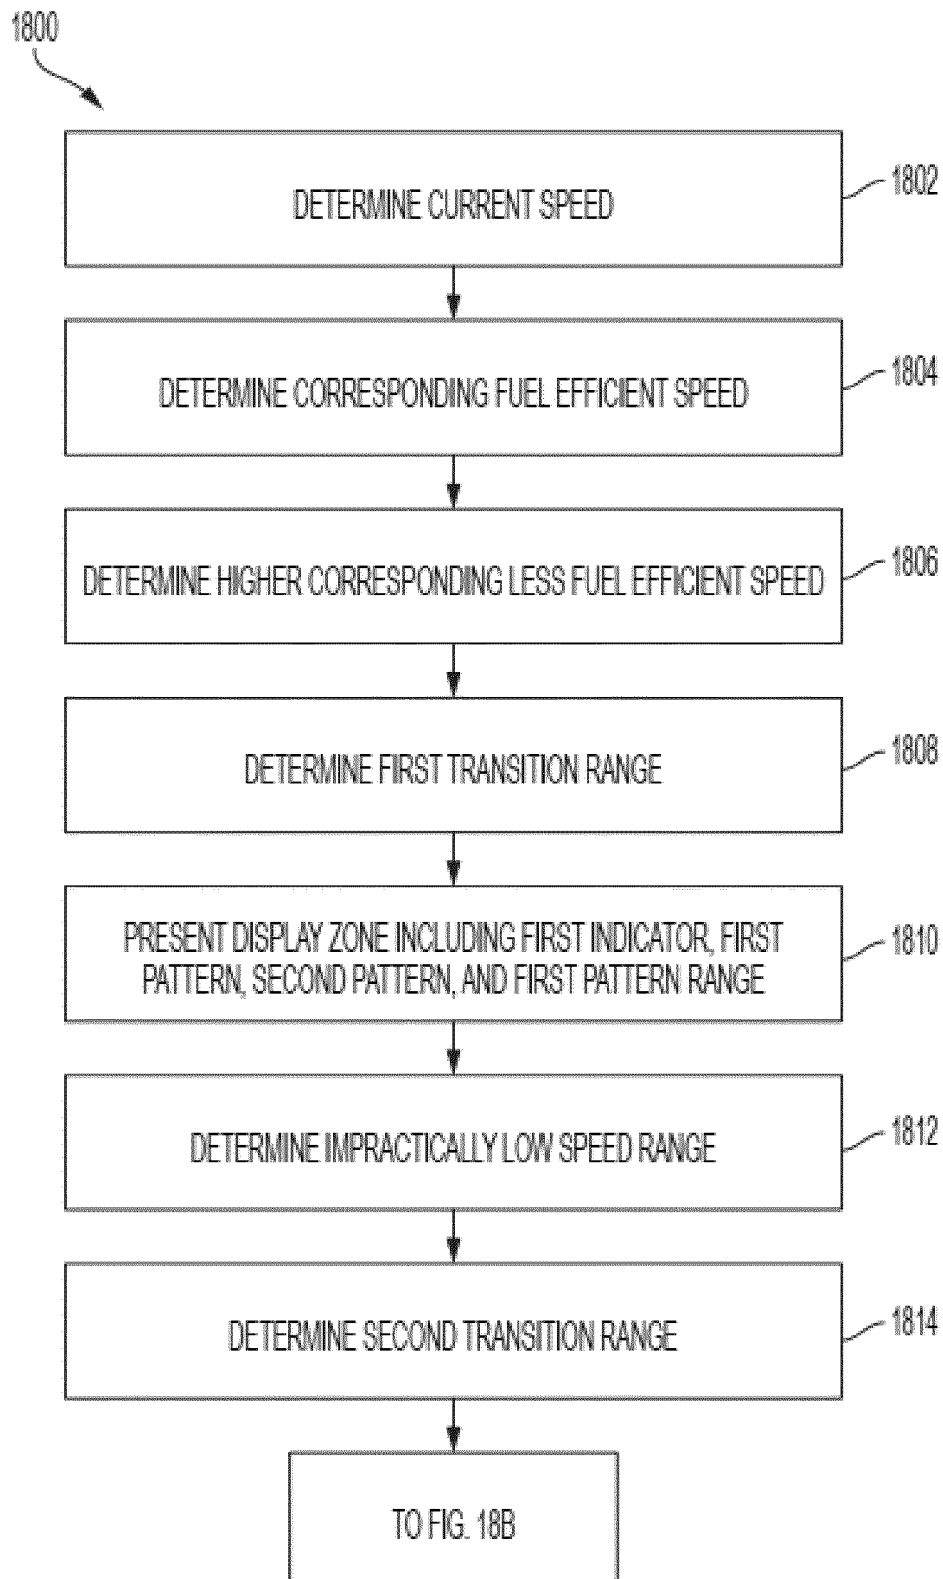 1800
DETERMINE CURRENT SPEED
1802
DETERMINE CORRESPONDING FUEL EFFICIENT SPEED
1804
DETERMINE HIGHER CORRESPONDING LESS FUEL EFFICIENT SPEED
1806
DETERMINE FIRST TRANSITION RANGE
1808
PRESENT DISPLAY ZONE INCLUDING FIRST INDICATOR, FIRST
PATTERN, SECOND PATTERN, AND FIRST PATTERN RANGE
1810
DETERMINE IMPRACTICALLY LOW SPEED RANGE
1812
DETERMINE SECOND TRANSITION RANGE
1814
TO FIG. 18B